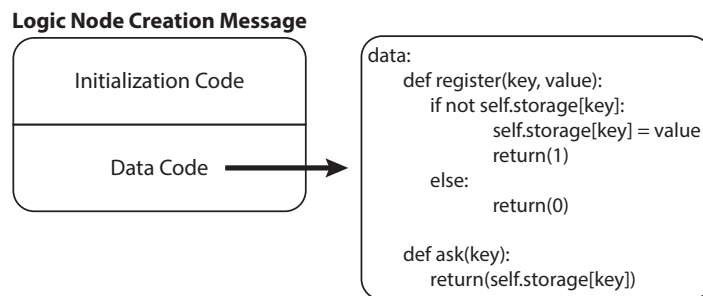 Logic Node Creation Message
Initialization Code
Data Code
data:
def register(key, value):
if not self.storage[key]:
self.storage[key] = value
return(1)
else:
return(0)
def ask(key):
return(self.storage[key])